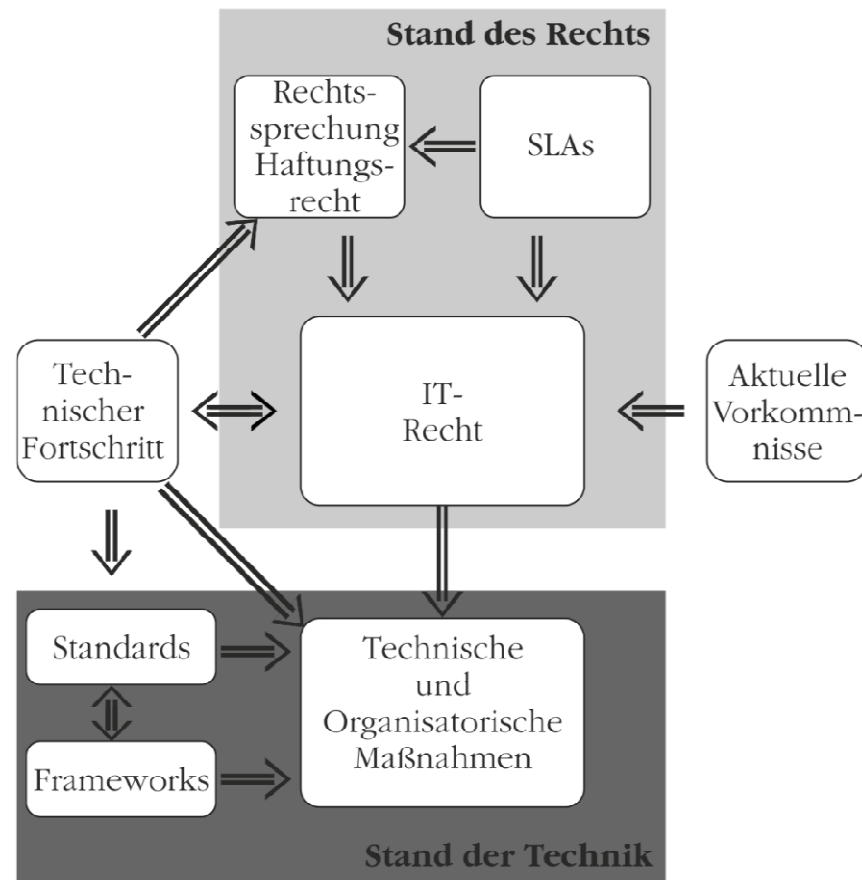 Stand des Rechts
Rechts-
sprechung
Haftungs-
recht
SLAs
Tech-
nischer
Fortschritt
IT-
Recht
Aktuelle
Vorkomm-
nisse
Standards
Frameworks
Technische
und
Organisatorische
Maßnahmen
Stand der Technik